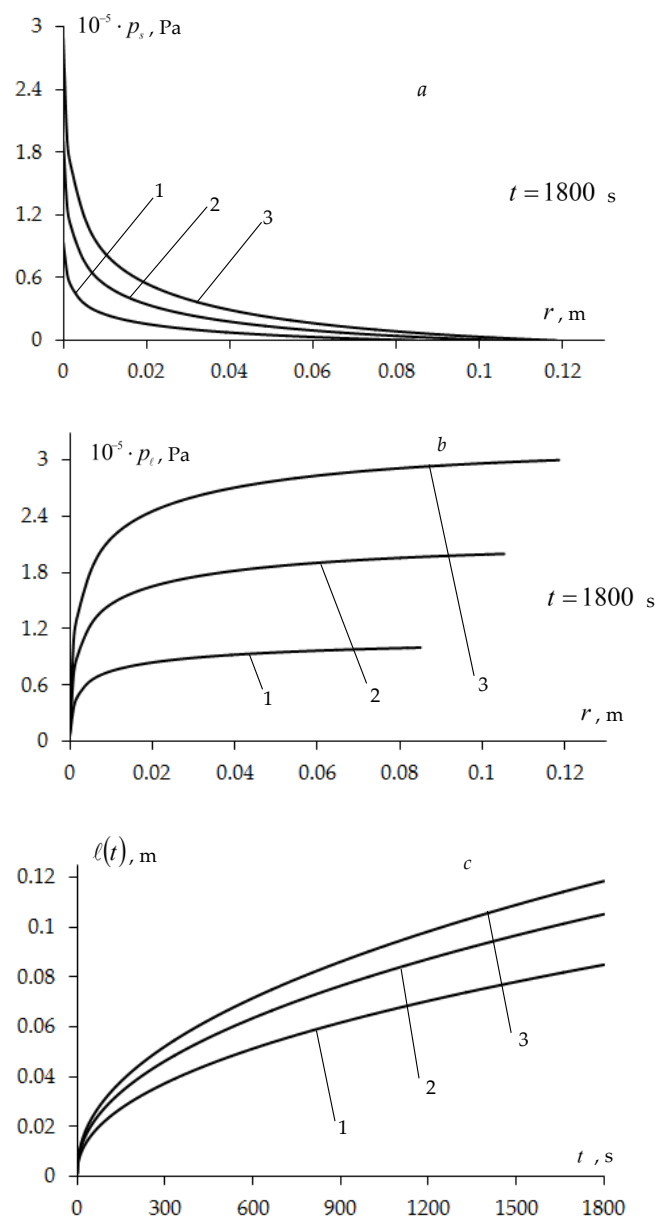 10⁻⁵ · pₛ, Pa
a
3
2.4
1.8
1.2
0.6
0
1
2
3
t = 1800 s
r, m
0 0.02 0.04 0.06 0.08 0.1 0.12
10⁻⁵ · p_ℓ, Pa
b
3
2.4
1.8
1.2
0.6
0
t = 1800 s
1
2
3
r, m
0 0.02 0.04 0.06 0.08 0.1 0.12
ℓ(t), m
c
0.12
0.1
0.08
0.06
0.04
0.02
0
3
2
1
t, s
0 300 600 900 1200 1500 1800